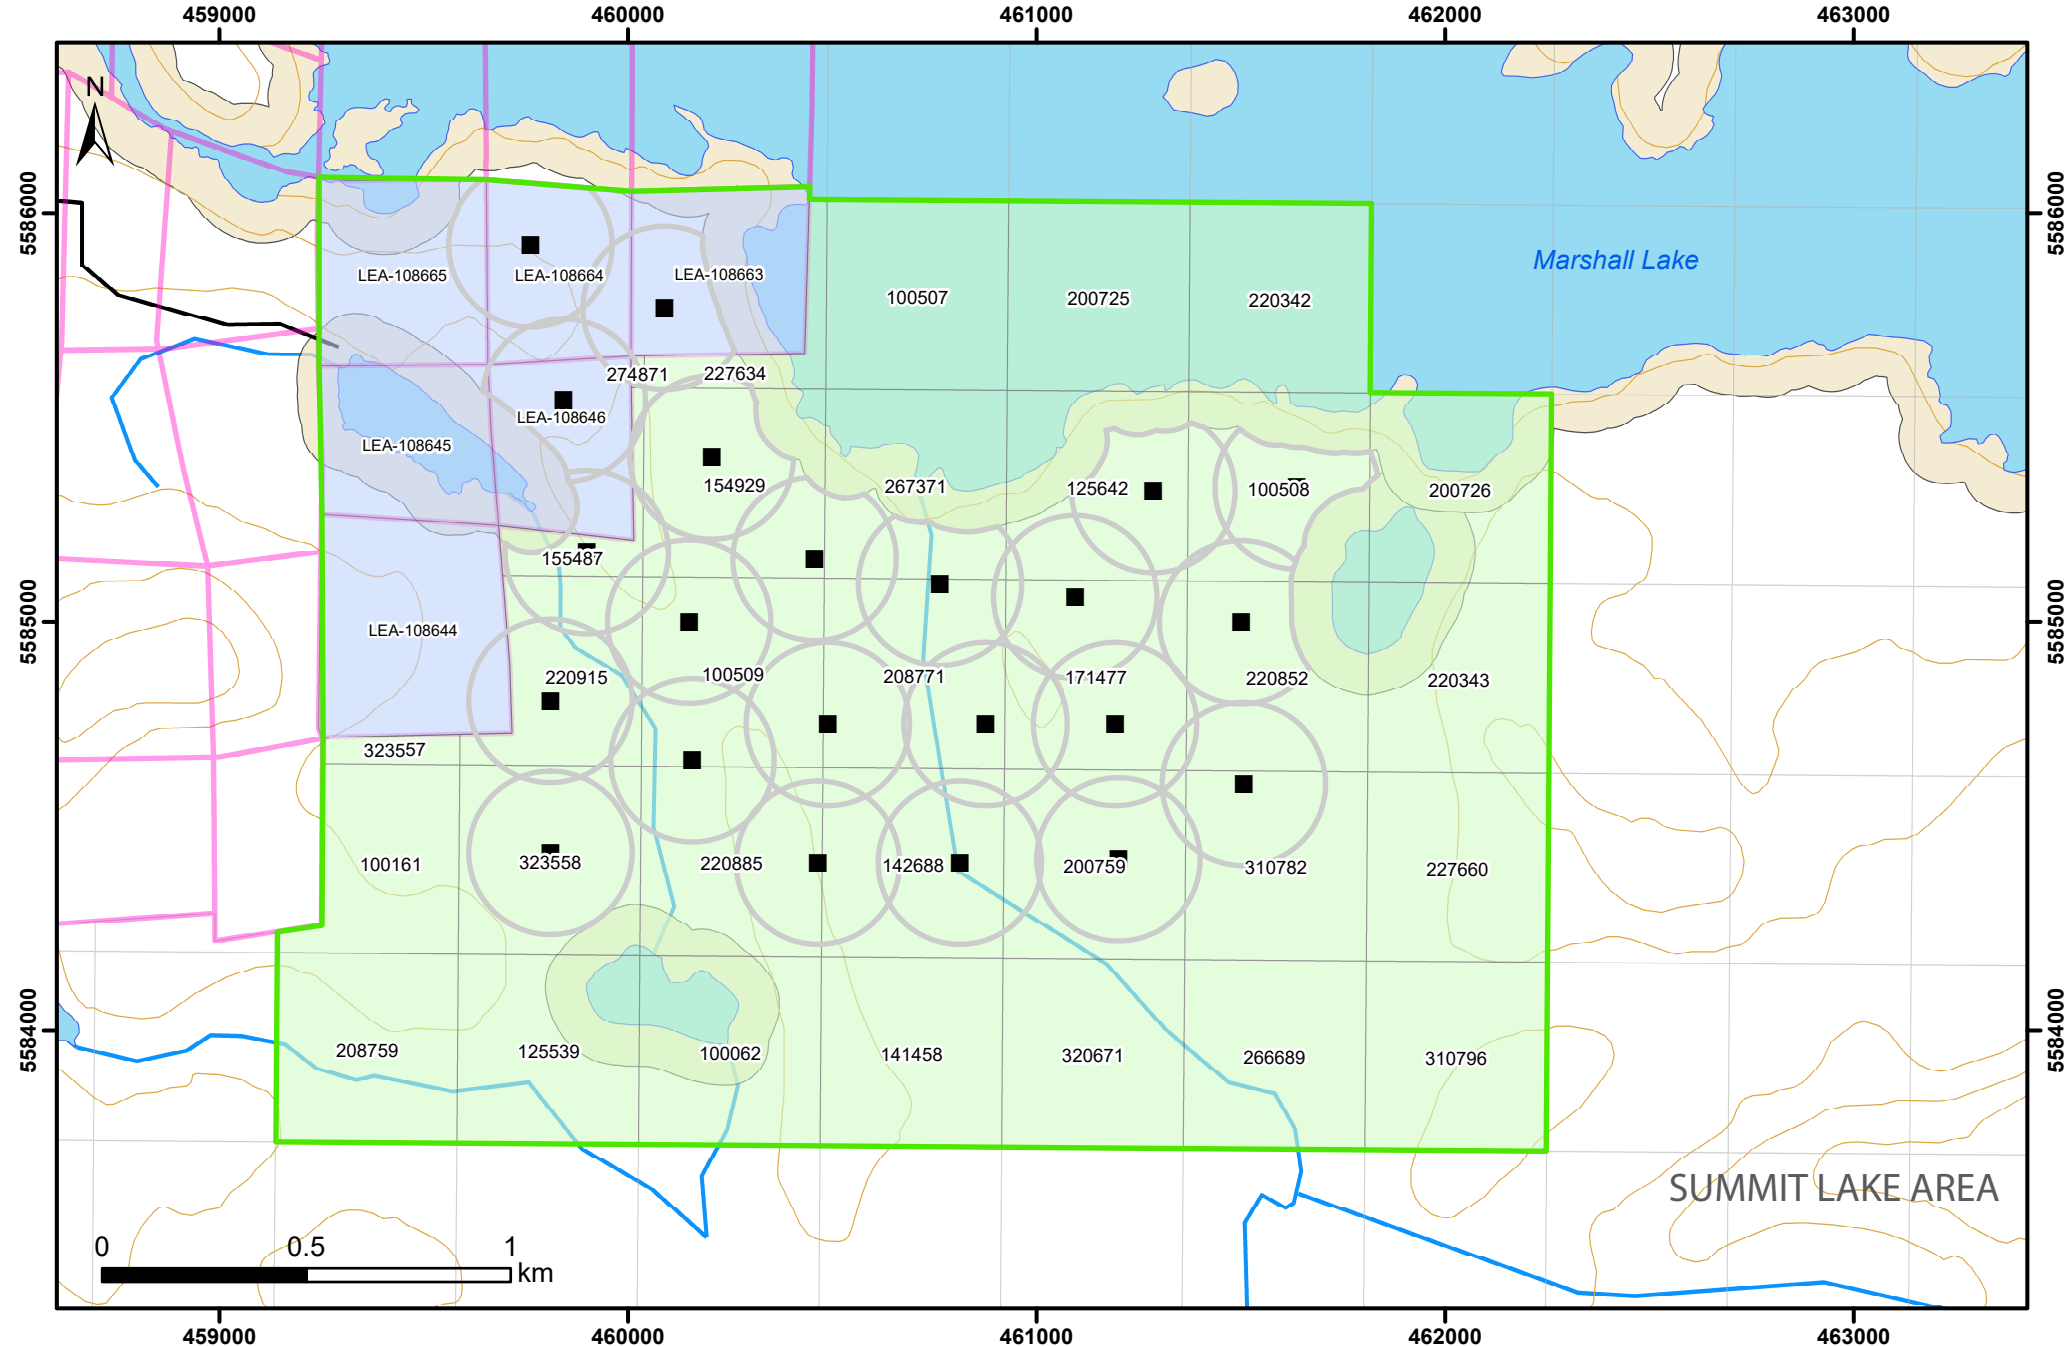 459000 460000 461000 462000 463000
N
5586000 5586000
Marshall Lake
LEA-108665 LEA-108664 LEA-108663
100507 200725 220342
274871 227634
LEA-108646
LEA-108645
154929 267371 125642 100508 200726
155487
5585000 5585000
LEA-108644
220915 100509 208771 171477 220852 220343
323557
100161 323558 220885 142688 200759 310782 227660
5584000 5584000
208759 125539 100062 141458 320671 266689 310796
SUMMIT LAKE AREA
0 0.5 1
km
459000 460000 461000 462000 463000